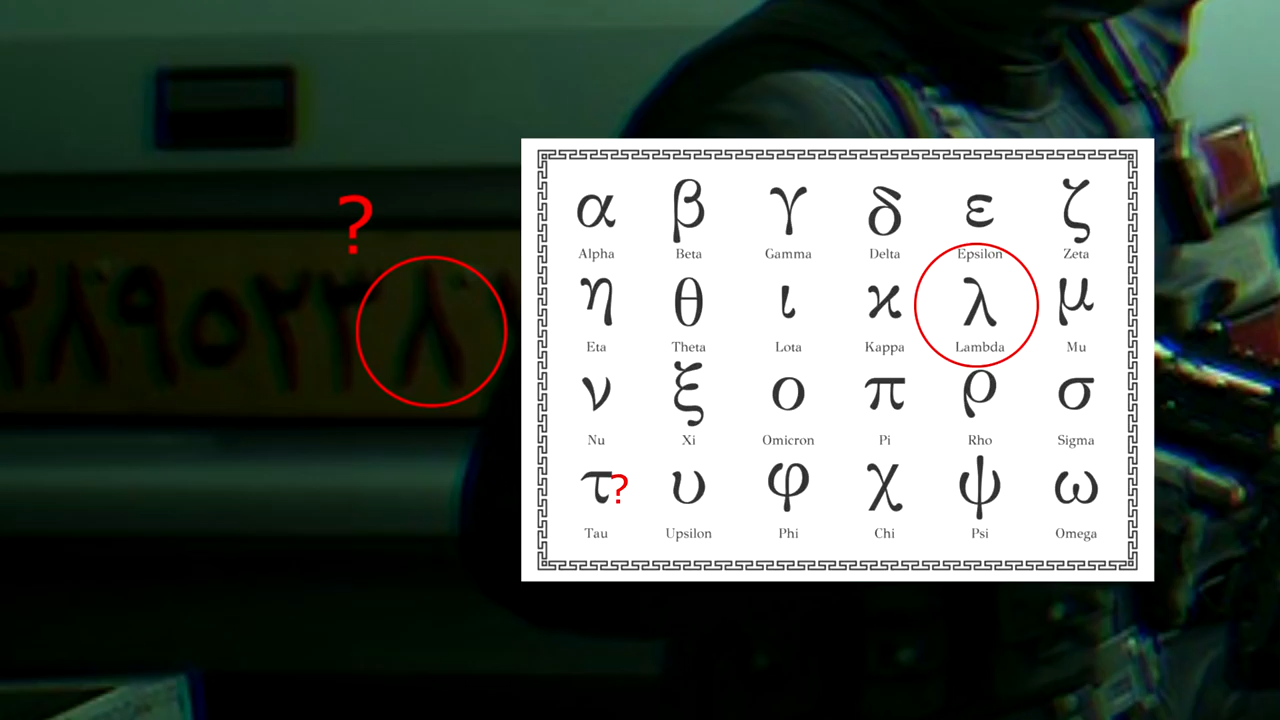 ?
٢٨٩٥٢٣٨
α β γ δ ε ζ
Alpha Beta Gamma Delta Epsilon Zeta
η θ ι ϰ λ μ
Eta Theta Lota Kappa Lambda Mu
ν ξ ο π ρ σ
Nu Xi Omicron Pi Rho Sigma
τ ? υ φ χ ψ ω
Tau Upsilon Phi Chi Psi Omega